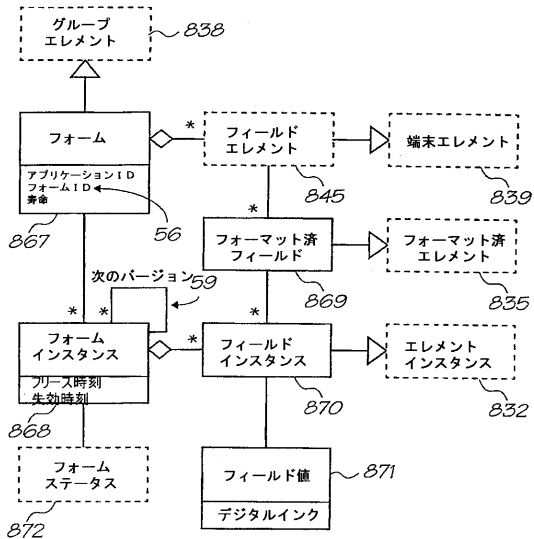 グループ
エレメント
838
フォーム
アプリケーションID
フォームID
寿命
56
867
*
フィールド
エレメント
845
端末エレメント
839
*
フォーマット済
フィールド
869
フォーマット済
エレメント
835
次のバージョン
59
*
*
*
*
フォーム
インスタンス
フリーズ時刻
失効時刻
868
フィールド
インスタンス
870
エレメント
インスタンス
832
フォーム
ステータス
872
フィールド値
デジタルインク
871